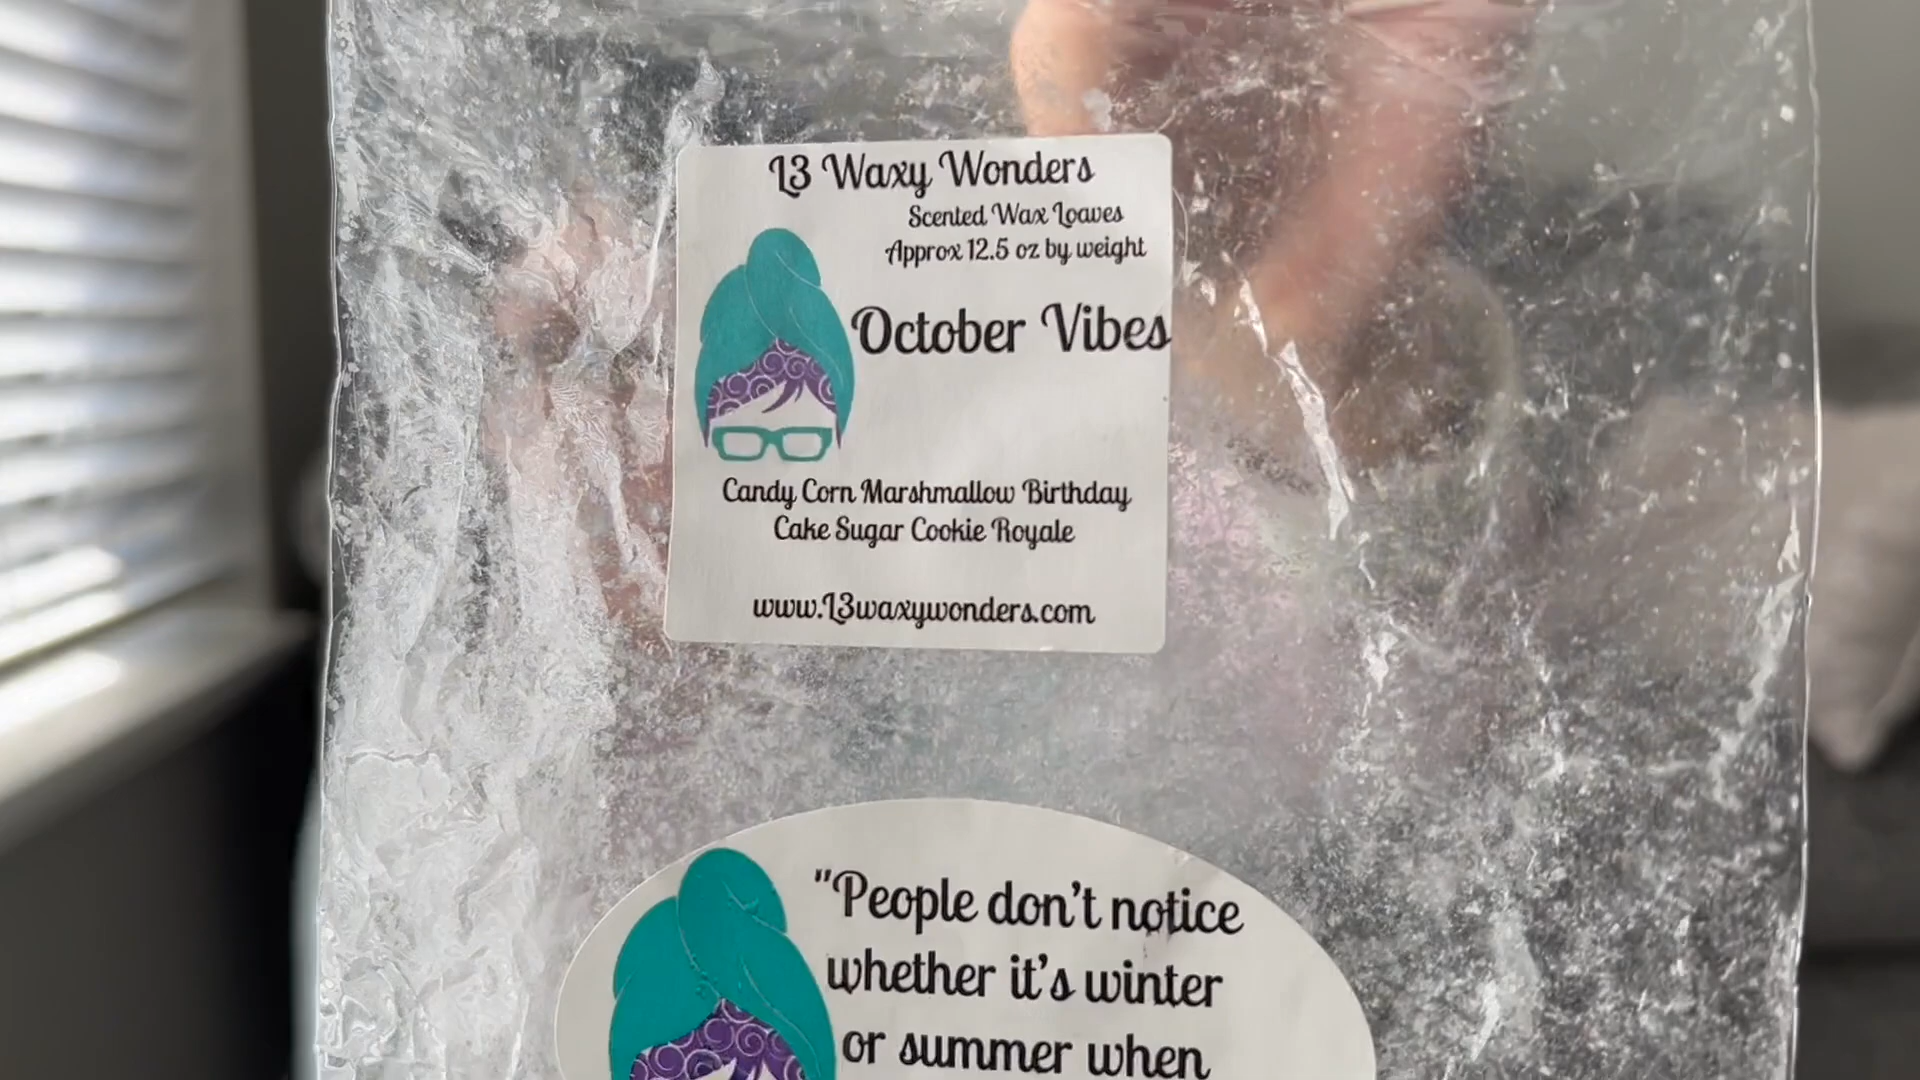 L3 Waxy Wonders
Scented Wax Loaves
Approx 12.5 oz by weight
October Vibes
Candy Corn Marshmallow Birthday
Cake Sugar Cookie Royale
www.L3waxywonders.com
"People don't notice
whether it's winter
or summer when